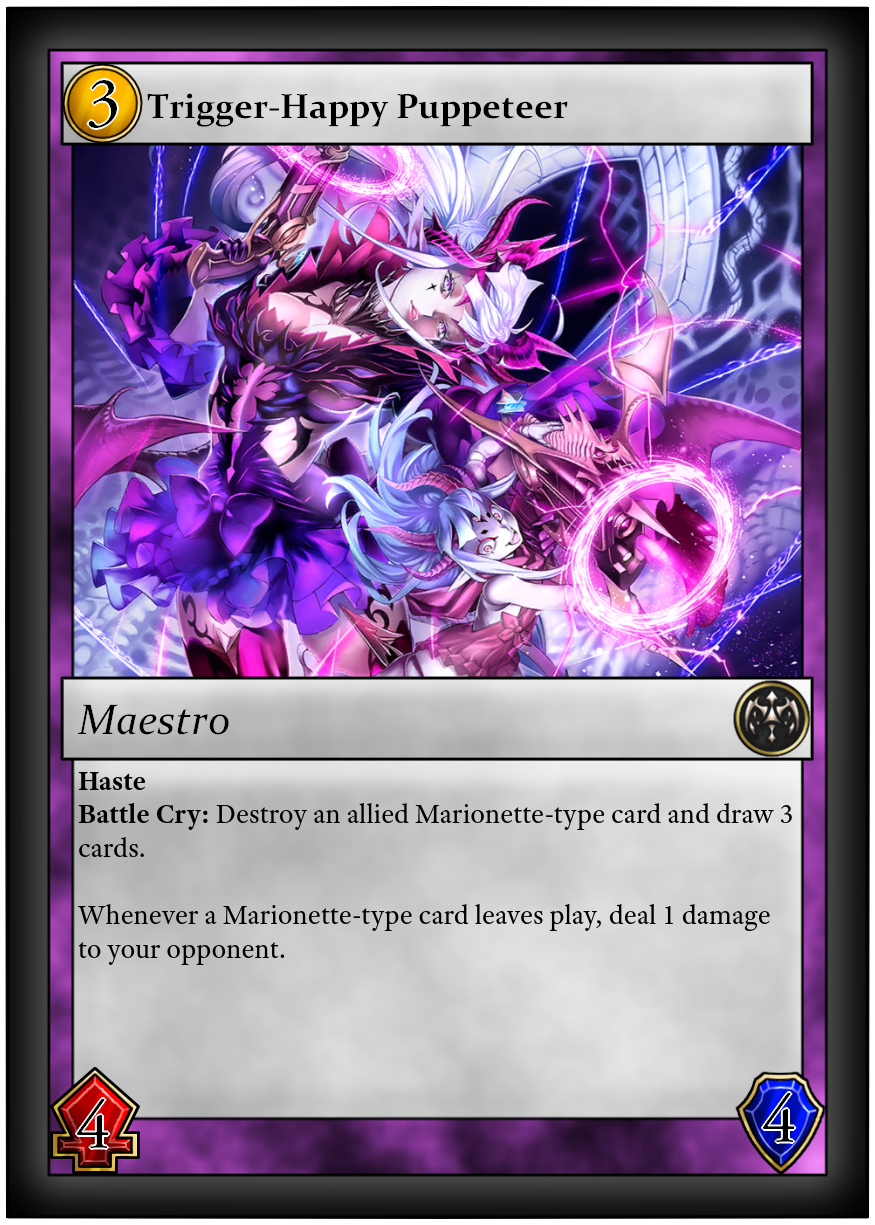 3
Trigger-Happy Puppeteer
Maestro
Haste
Battle Cry: Destroy an allied Marionette-type card and draw 3
cards.
Whenever a Marionette-type card leaves play, deal 1 damage
to your opponent.
4
4